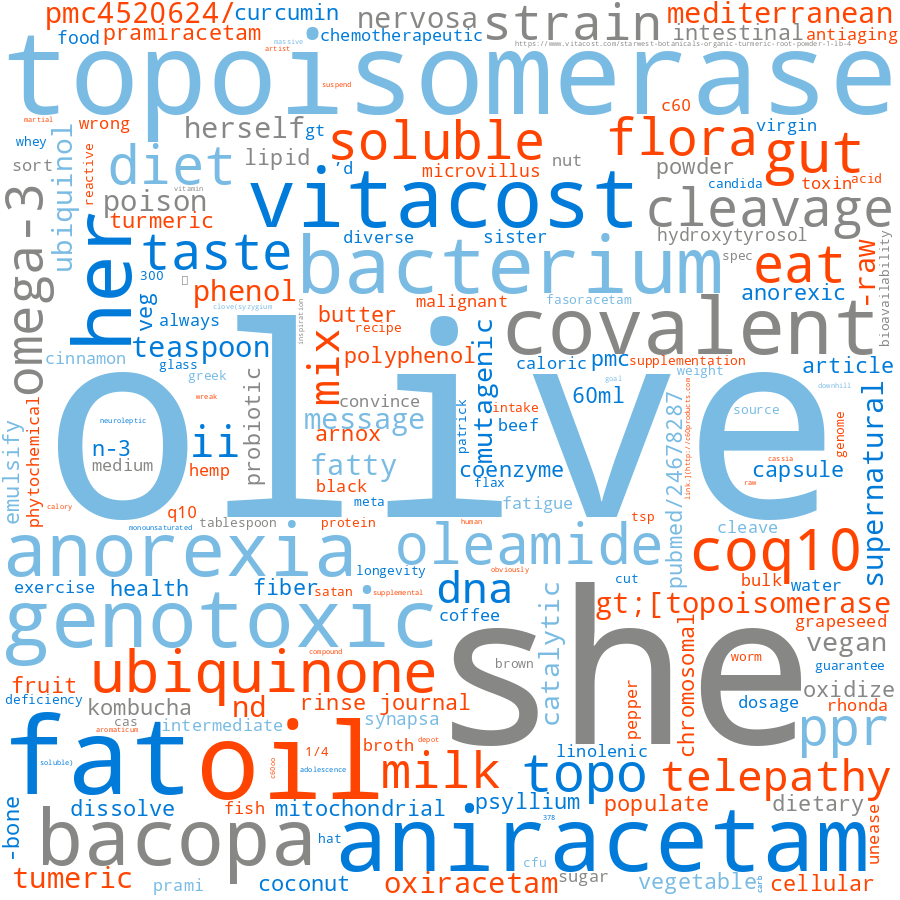 pmc4520624/
curcumin
nervosa
strain
mediterranean
food
pramiracetam
massive
artist
chemotherapeutic
intestinal
antiaging
https://www.vitacost.com/starwest-botanicals-organic-turmeric-root-powder-1-lb-4
topoisomerase
suspend
c60
martial
wrong
herself
gt
soluble
flora
virgin
whey
reactive
ubiquinol
sort
diet
lipid
'd
microvillus
nut
powder
gut
candida
toxin
acid
omega-3
poison
vitamin
vitacost
cleavage
turmeric
her
taste
diverse
sister
hydroxytyrosol
bioavailability
300
phenol
bacterium
spec
eat
-raw
veg
always
clove(syzygium
inspiration
butter
malignant
fasoracetam
anorexic
teaspoon
recipe
mix
covalent
cinnamon
glass
greek
polyphenol
mutagenic
caloric
pmc
supplementation
article
weight
wreak
probiotic
convince
goal
60ml
downhill
olive
emulsify
phytochemical
neuroleptic
ii
message
arnox
patrick
intake
beef
pubmed/24678287
link.](http://c60products.com
source
genome
supernatural
n-3
medium
hemp
fatty
coenzyme
cassia
capsule
calory
black
meta
flax
fatigue
raw
q10
tablespoon
protein
human
tsp
cleave
monounsaturated
anorexia
oleamide
coq10
exercise
health
fiber
satan
longevity
supplemental
obviously
cut
bulk
water
dna
catalytic
gt;[topoisomerase
genotoxic
coffee
grapeseed
she
chromosomal
pepper
vegan
compound
ubiquinone
brown
worm
guarantee
fruit
oxidize
deficiency
kombucha
nd
rinse
journal
dosage
rhonda
cas
aromaticum
intermediate
synapsa
ppr
fat
oil
broth
depot
1/4
linolenic
soluble)
c60oo
adolescence
milk
topo
telepathy
-bone
dissolve
fish
mitochondrial
psyllium
populate
dietary
378
unease
bacopa
hat
aniracetam
cfu
tumeric
prami
coconut
oxiracetam
sugar
vegetable
carb
cellular